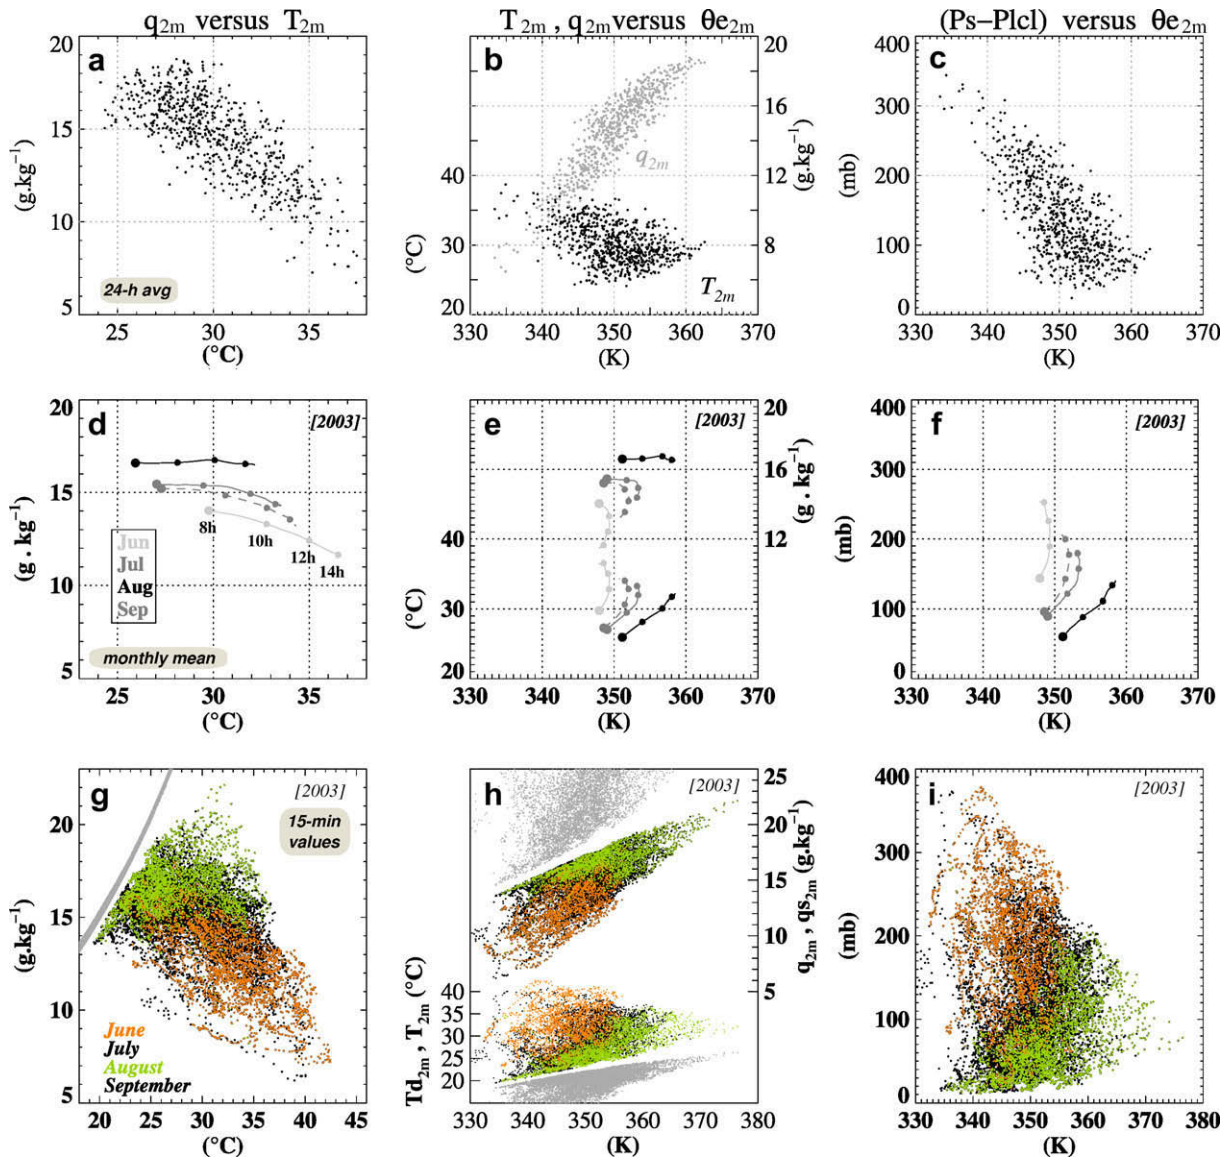 q2m versus T2m
T2m , q2m versus θe2m
(Ps−Plcl) versus θe2m
a
20
15
10
5
(g.kg−1)
24-h avg
25 30 35
(°C)
b
20
16
12
8
(g.kg−1)
40
30
20
(°C)
q2m
T2m
330 340 350 360 370
(K)
c
400
300
200
100
0
(mb)
330 340 350 360 370
(K)
d
[2003]
20
15
10
5
(g . kg−1)
8h
10h
12h
14h
Jun
Jul
Aug
Sep
monthly mean
25 30 35
(°C)
e
[2003]
20
16
12
(g . kg−1)
40
30
20
(°C)
330 340 350 360 370
(K)
f
[2003]
400
300
200
100
0
(mb)
330 340 350 360 370
(K)
g
[2003]
15-min
values
20
15
10
5
(g.kg−1)
June
July
August
September
20 25 30 35 40 45
(°C)
h
[2003]
25
20
15
10
5
q2m , qs2m (g.kg−1)
40
35
30
25
20
Td2m , T2m (°C)
330 340 350 360 370 380
(K)
i
[2003]
400
300
200
100
0
(mb)
330 340 350 360 370 380
(K)